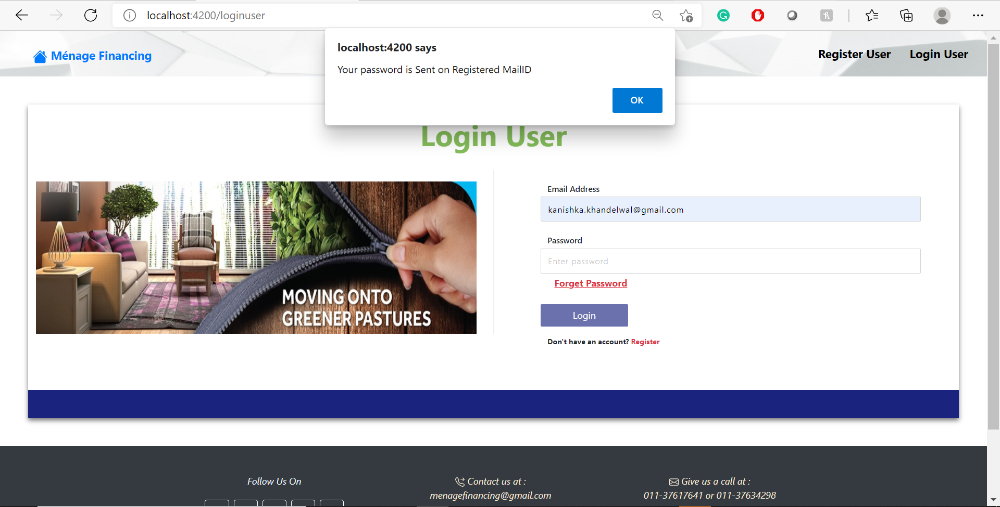 localhost:4200/loginuser
localhost:4200 says
Your password is Sent on Registered MailID
OK
Ménage Financing
Register User
Login User
Login User
MOVING ONTO
GREENER PASTURES
Email Address
kanishka.khandelwal@gmail.com
Password
Enter password
Forget Password
Login
Don't have an account? Register
Follow Us On
Contact us at :
menagefinancing@gmail.com
Give us a call at :
011-37617641 or 011-37634298